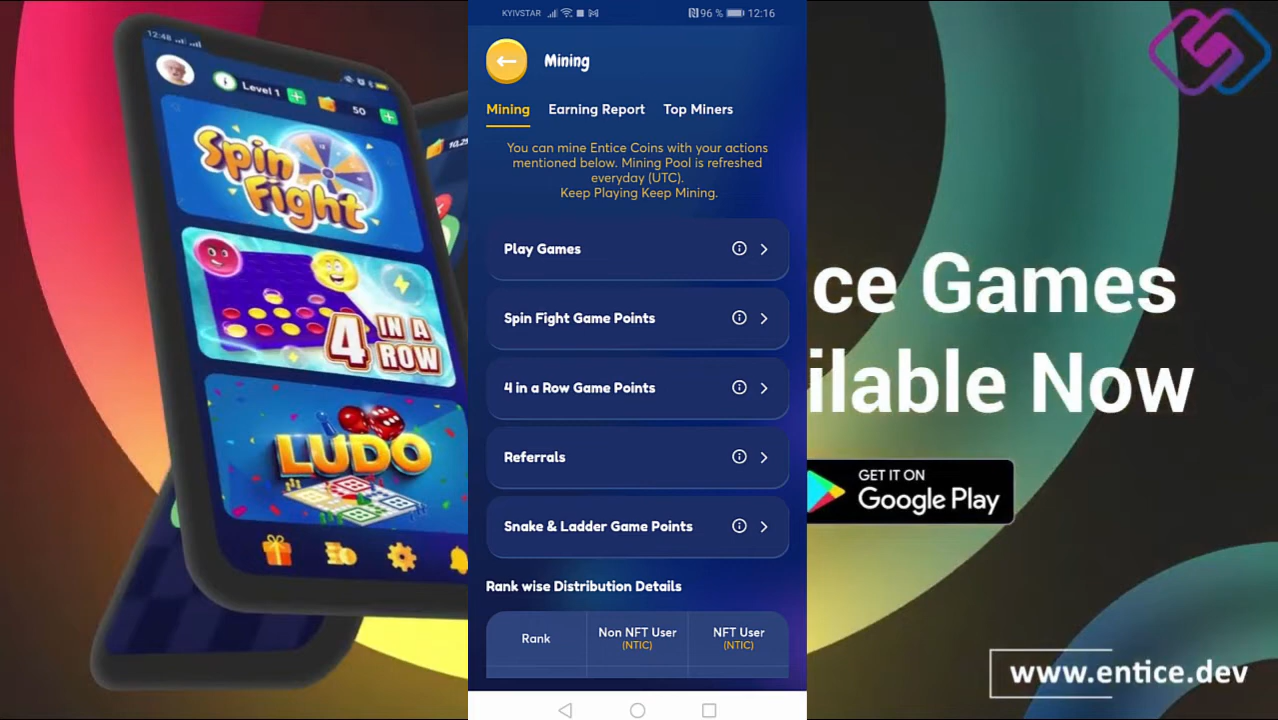 12:48
Level 1
50
10.25
Spin
Fight
4 IN A
ROW
LUDO
KYIVSTAR
96 %
12:16
Mining
Mining
Earning Report
Top Miners
You can mine Entice Coins with your actions
mentioned below. Mining Pool is refreshed
everyday (UTC).
Keep Playing Keep Mining.
Play Games
Spin Fight Game Points
4 in a Row Game Points
Referrals
Snake & Ladder Game Points
Rank wise Distribution Details
Rank
Non NFT User
(NTIC)
NFT User
(NTIC)
ce Games
ilable Now
GET IT ON
Google Play
www.entice.dev